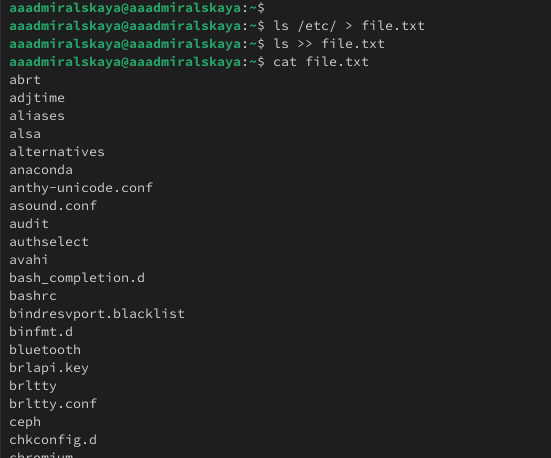 aaadmiralskaya@aaadmiralskaya:~$
aaadmiralskaya@aaadmiralskaya:~$ ls /etc/ > file.txt
aaadmiralskaya@aaadmiralskaya:~$ ls >> file.txt
aaadmiralskaya@aaadmiralskaya:~$ cat file.txt
abrt
adjtime
aliases
alsa
alternatives
anaconda
anthy-unicode.conf
asound.conf
audit
authselect
avahi
bash_completion.d
bashrc
bindresvport.blacklist
binfmt.d
bluetooth
brlapi.key
brltty
brltty.conf
ceph
chkconfig.d
chromium